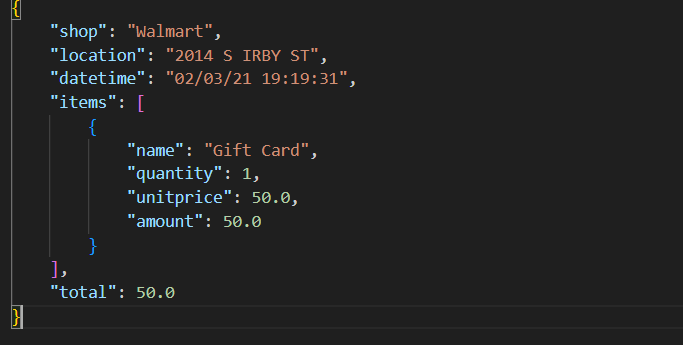 {
"shop": "Walmart",
"location": "2014 S IRBY ST",
"datetime": "02/03/21 19:19:31",
"items": [
{
"name": "Gift Card",
"quantity": 1,
"unitprice": 50.0,
"amount": 50.0
}
],
"total": 50.0
}